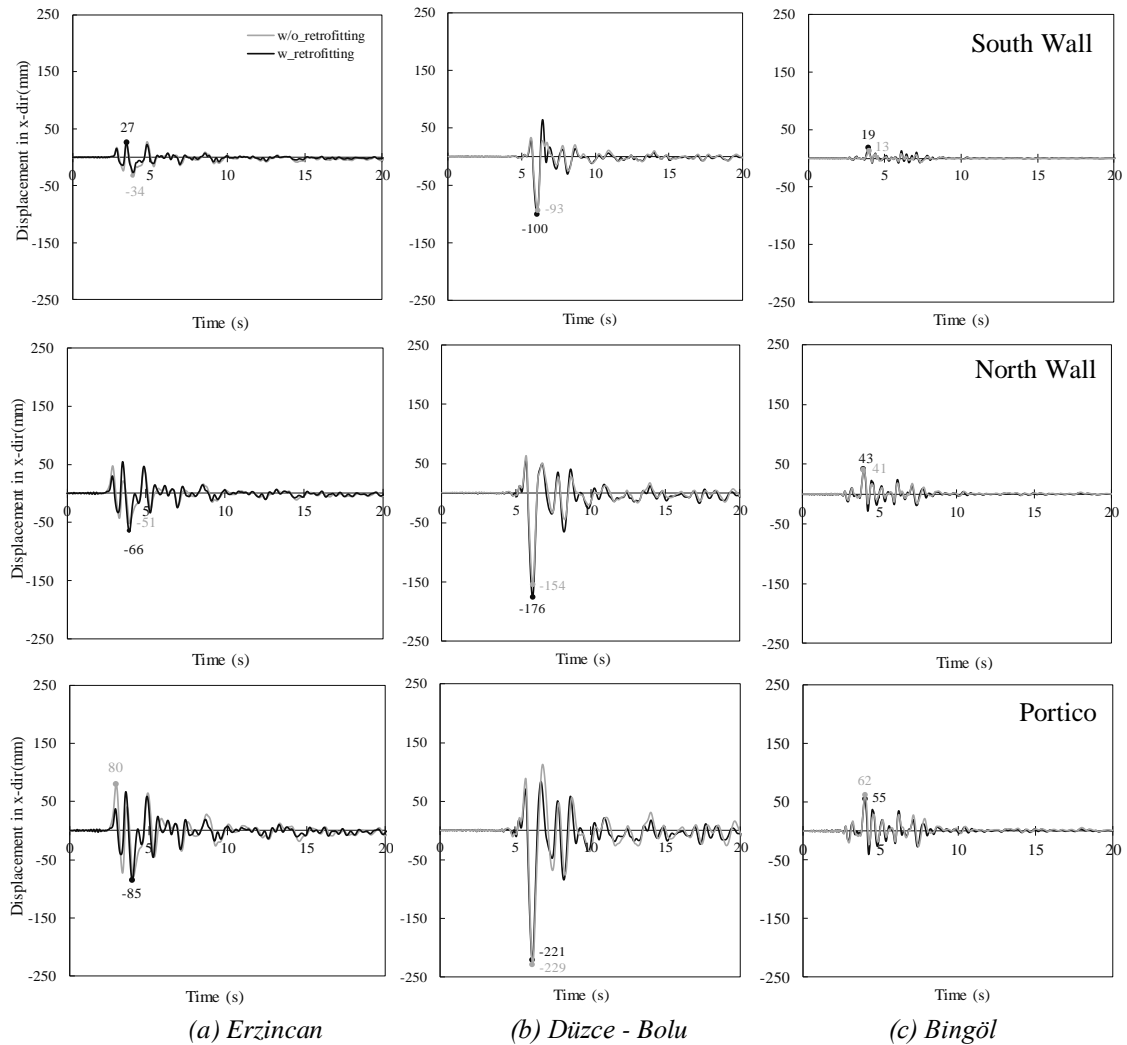 250
150
50
-50
-150
-250
0 5 10 15 20
Displacement in x-dir(mm)
Time (s)
w/o_retrofitting
w_retrofitting
27
-34
250
150
50
-50
-150
-250
0 5 10 15 20
Time (s)
-93
-100
250
150
50
-50
-150
-250
0 5 10 15 20
Time (s)
South Wall
19
13
250
150
50
-50
-150
-250
0 5 10 15 20
Displacement in x-dir(mm)
Time (s)
-51
-66
250
150
50
-50
-150
-250
0 5 10 15 20
Time (s)
-154
-176
250
150
50
-50
-150
-250
0 5 10 15 20
Time (s)
North Wall
43
41
250
150
50
-50
-150
-250
0 5 10 15 20
Displacement in x-dir(mm)
Time (s)
80
-85
250
150
50
-50
-150
-250
0 5 10 15 20
Time (s)
-221
-229
250
150
50
-50
-150
-250
0 5 10 15 20
Time (s)
Portico
62
55
(a) Erzincan
(b) Düzce - Bolu
(c) Bingöl